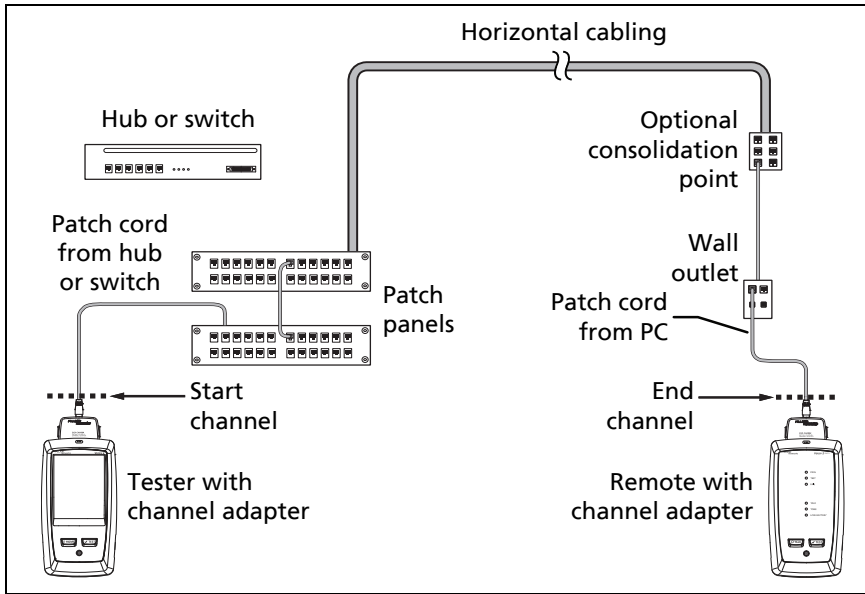 Horizontal cabling
Hub or switch
Optional
consolidation
point
Patch cord
from hub
or switch
Wall
outlet
Patch
panels
Patch cord
from PC
Start
channel
End
channel
Tester with
channel adapter
Remote with
channel adapter